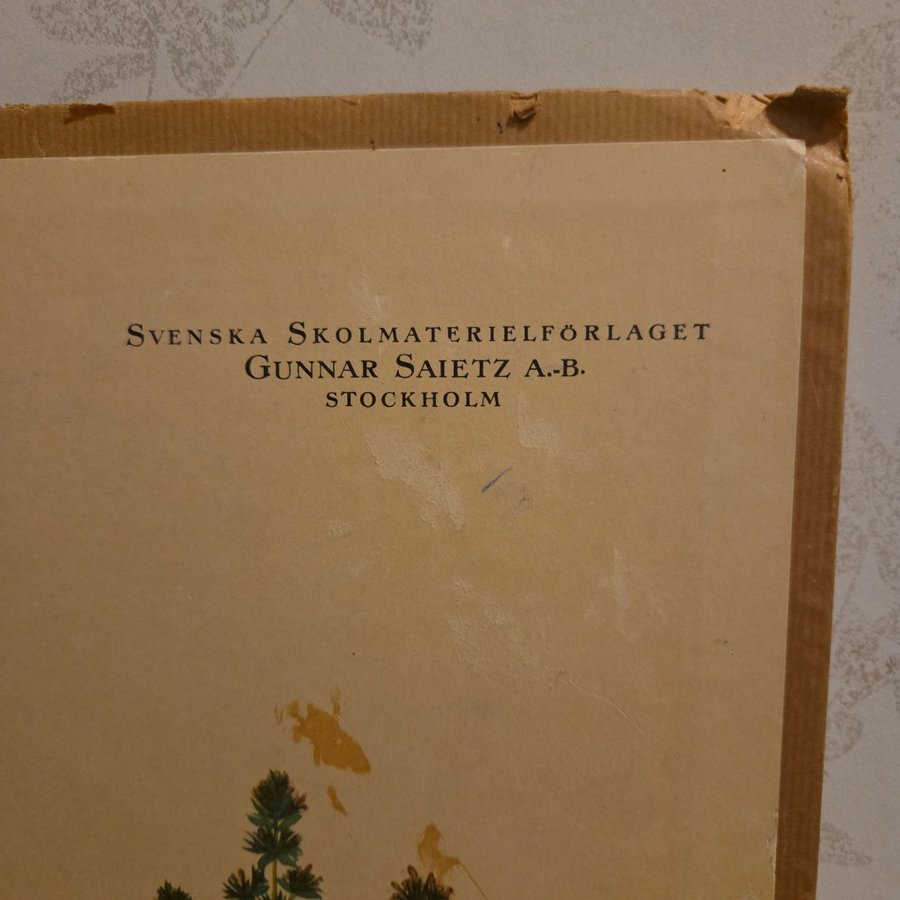 Svenska Skolmaterielförlaget
Gunnar Saietz A.-B.
STOCKHOLM